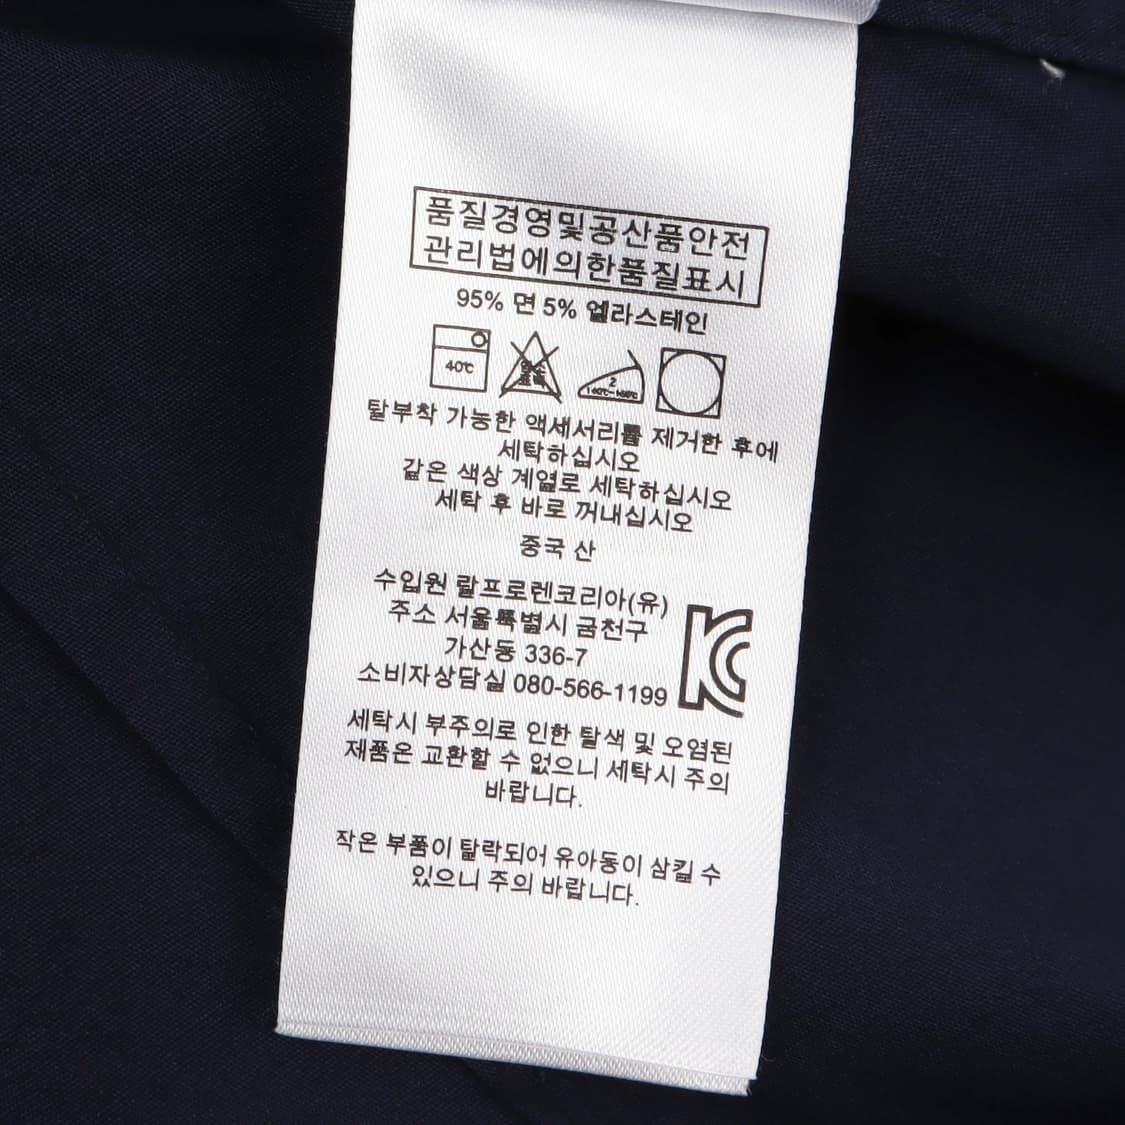 품질경영및공산품안전
관리법에의한품질표시
95% 면 5% 엘라스테인
40℃
염소
표백
2
탈부착 가능한 액세서리를 제거한 후에
세탁하십시오
같은 색상 계열로 세탁하십시오
세탁 후 바로 꺼내십시오
중국 산
수입원 랄프로렌코리아(유)
주소 서울특별시 금천구
가산동 336-7
소비자상담실 080-566-1199
세탁시 부주의로 인한 탈색 및 오염된
제품은 교환할 수 없으니 세탁시 주의
바랍니다.
작은 부품이 탈락되어 유아동이 삼킬 수
있으니 주의 바랍니다.